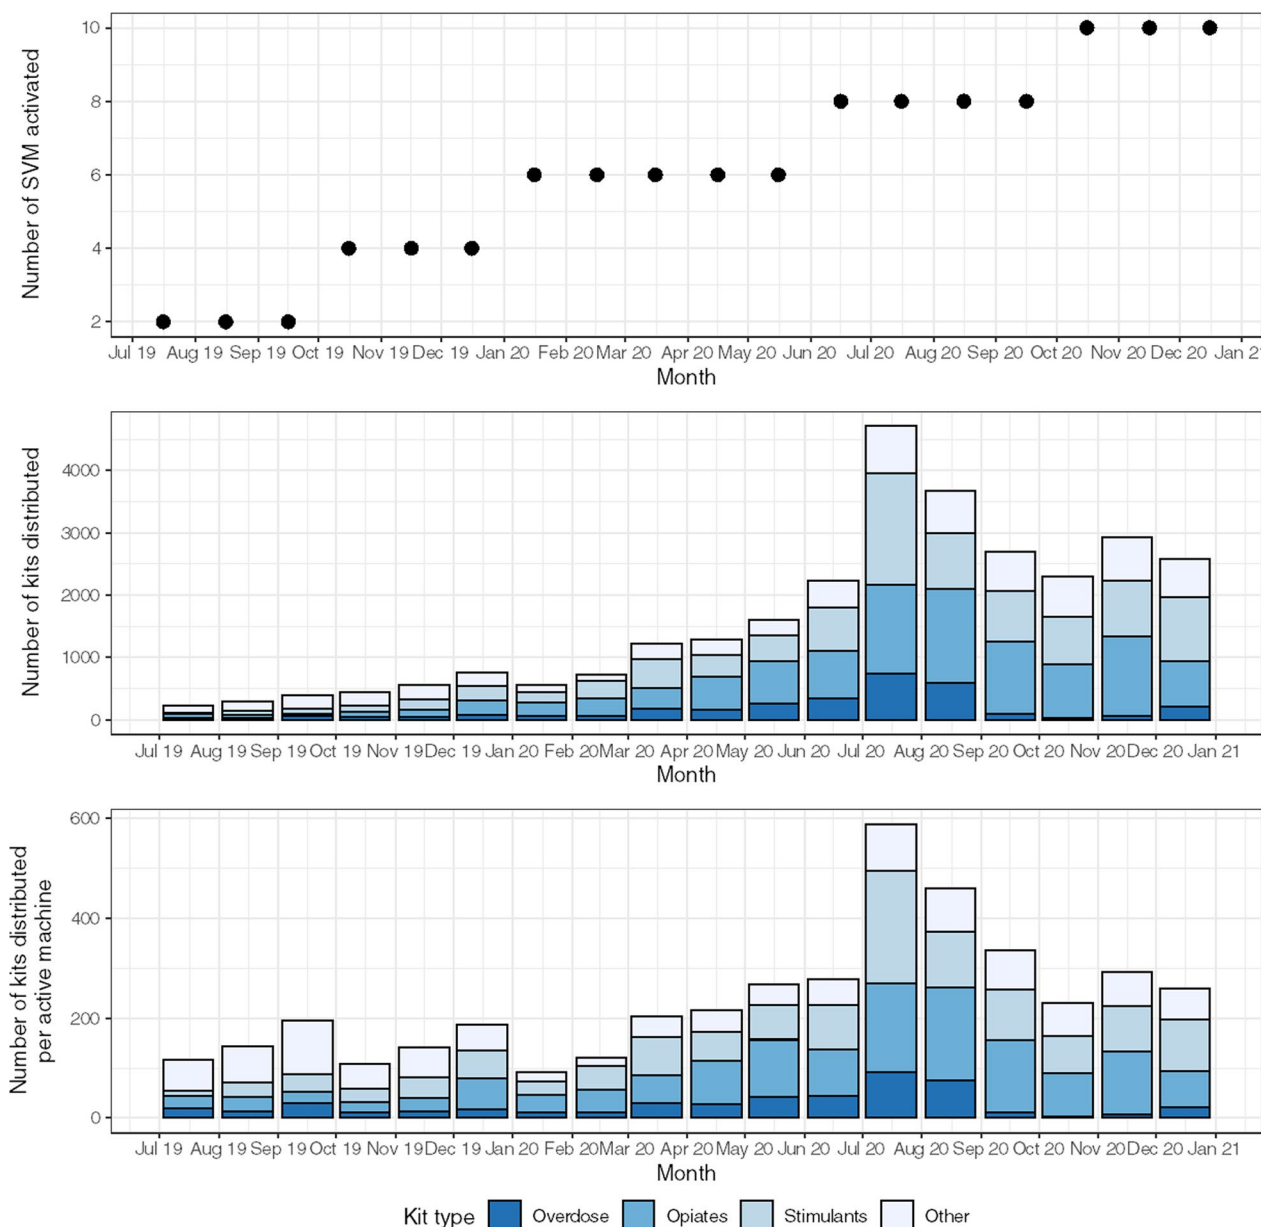 Number of SVM activated
10
8
6
4
2
Jul 19 Aug 19 Sep 19 Oct 19 Nov 19 Dec 19 Jan 20 Feb 20 Mar 20 Apr 20 May 20 Jun 20 Jul 20 Aug 20 Sep 20 Oct 20 Nov 20 Dec 20 Jan 21
Month
Number of kits distributed
4000
3000
2000
1000
0
Jul 19 Aug 19 Sep 19 Oct 19 Nov 19 Dec 19 Jan 20 Feb 20 Mar 20 Apr 20 May 20 Jun 20 Jul 20 Aug 20 Sep 20 Oct 20 Nov 20 Dec 20 Jan 21
Month
Number of kits distributed
per active machine
600
400
200
0
Jul 19 Aug 19 Sep 19 Oct 19 Nov 19 Dec 19 Jan 20 Feb 20 Mar 20 Apr 20 May 20 Jun 20 Jul 20 Aug 20 Sep 20 Oct 20 Nov 20 Dec 20 Jan 21
Month
Kit type Overdose Opiates Stimulants Other